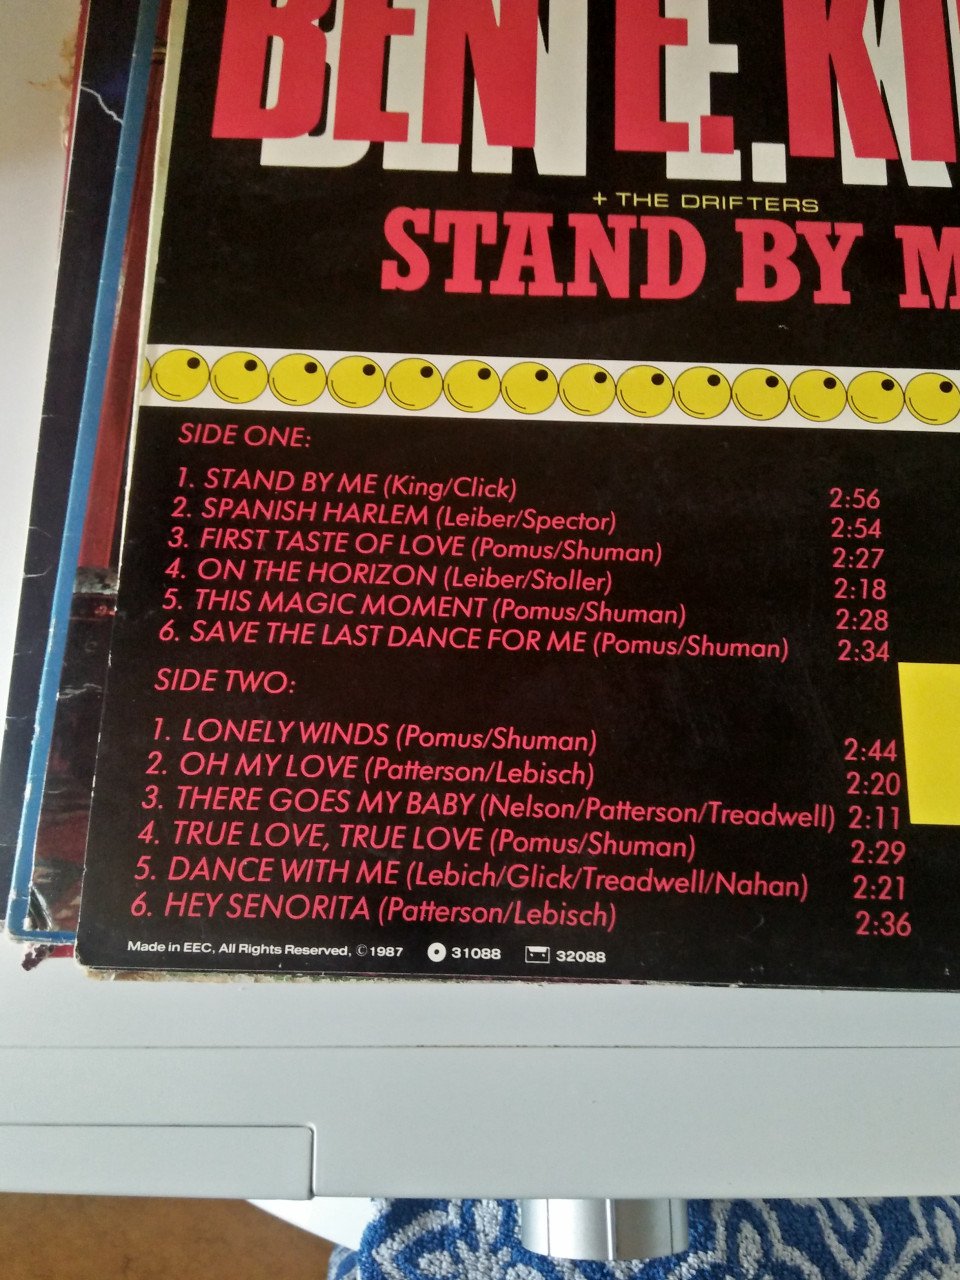 BEN E. KI
+ THE DRIFTERS
STAND BY M
SIDE ONE:
1. STAND BY ME (King/Click) 2:56
2. SPANISH HARLEM (Leiber/Spector) 2:54
3. FIRST TASTE OF LOVE (Pomus/Shuman) 2:27
4. ON THE HORIZON (Leiber/Stoller) 2:18
5. THIS MAGIC MOMENT (Pomus/Shuman) 2:28
6. SAVE THE LAST DANCE FOR ME (Pomus/Shuman) 2:34
SIDE TWO:
1. LONELY WINDS (Pomus/Shuman) 2:44
2. OH MY LOVE (Patterson/Lebisch) 2:20
3. THERE GOES MY BABY (Nelson/Patterson/Treadwell) 2:11
4. TRUE LOVE, TRUE LOVE (Pomus/Shuman) 2:29
5. DANCE WITH ME (Lebich/Glick/Treadwell/Nahan) 2:21
6. HEY SENORITA (Patterson/Lebisch) 2:36
Made in EEC, All Rights Reserved, ©1987 31088 32088